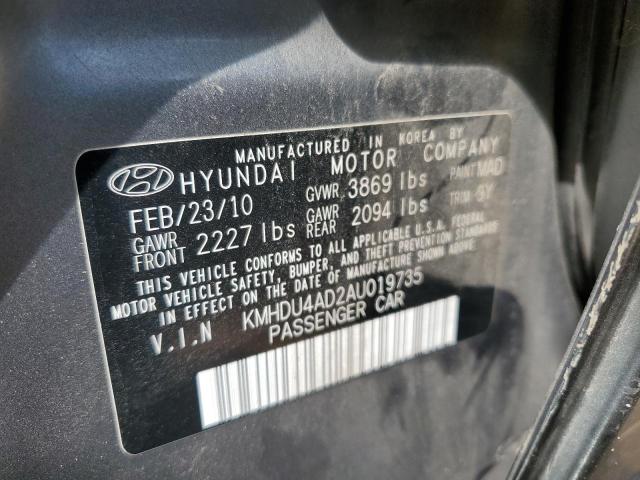 MANUFACTURED IN KOREA BY
HYUNDAI MOTOR COMPANY
FEB/23/10 GVWR 3869 lbs PAINT MAD
GAWR FRONT 2227 lbs GAWR REAR 2094 lbs TRIM SY
THIS VEHICLE CONFORMS TO ALL APPLICABLE U.S.A. FEDERAL
MOTOR VEHICLE SAFETY, BUMPER, AND THEFT PREVENTION STANDARDS
IN EFFECT ON THE DATE OF MANUFACTURE SHOWN ABOVE.
V.I.N KMHDU4AD2AU019735
PASSENGER CAR